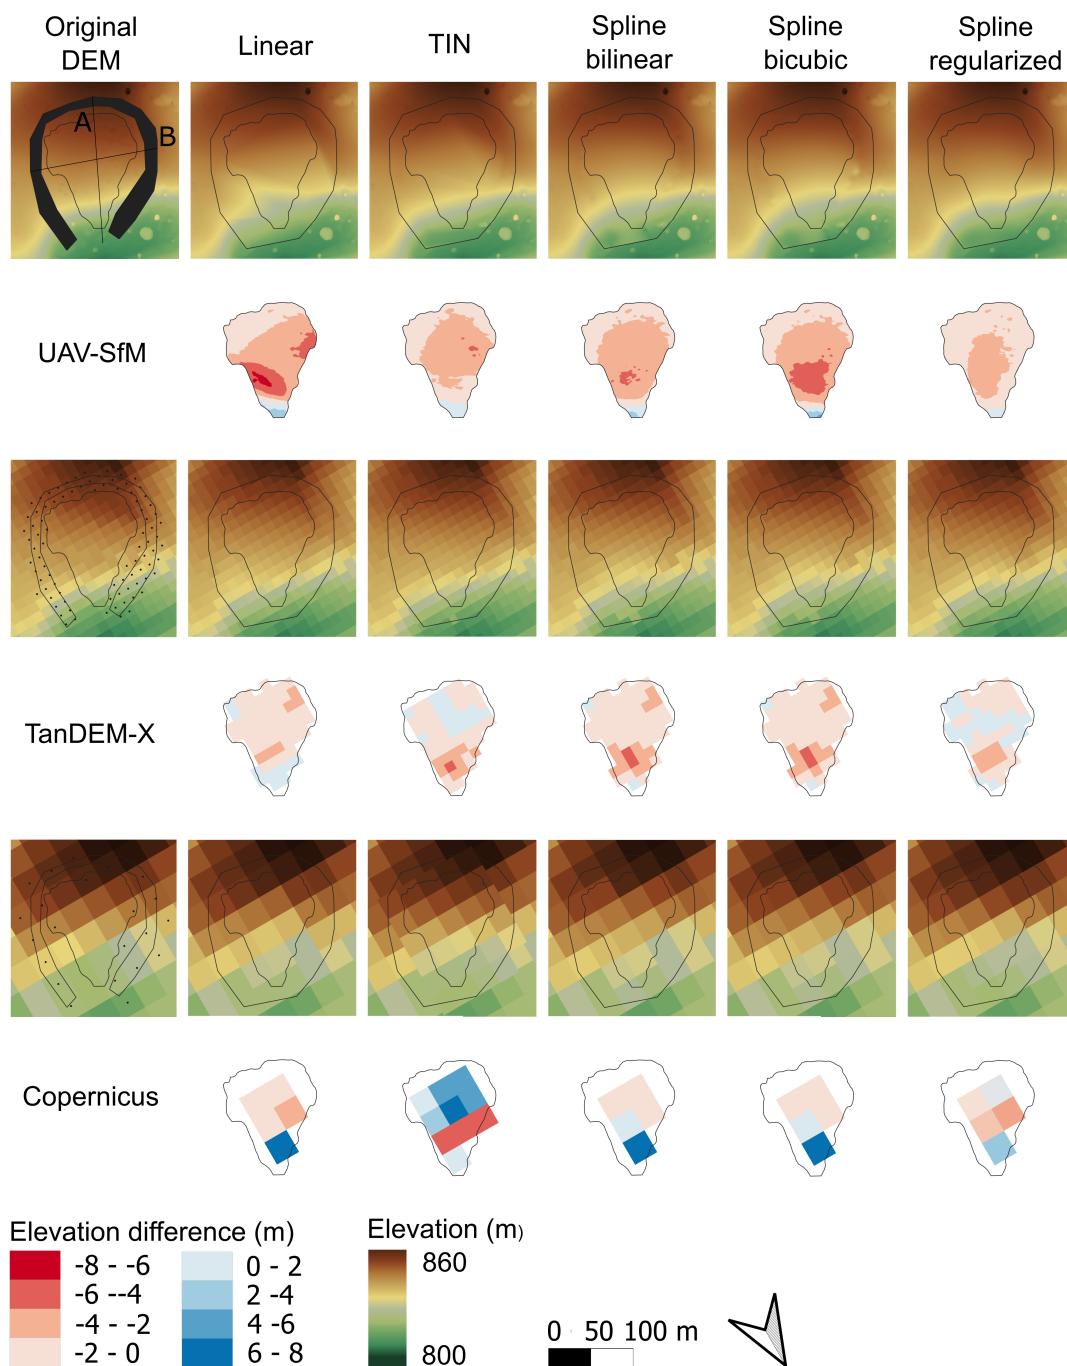 Original
DEM
Linear
TIN
Spline
bilinear
Spline
bicubic
Spline
regularized
A
B
UAV-SfM
TanDEM-X
Copernicus
Elevation difference (m)
-8 - -6
-6 --4
-4 - -2
-2 - 0
0 - 2
2 -4
4 -6
6 - 8
Elevation (m)
860
800
0 50 100 m